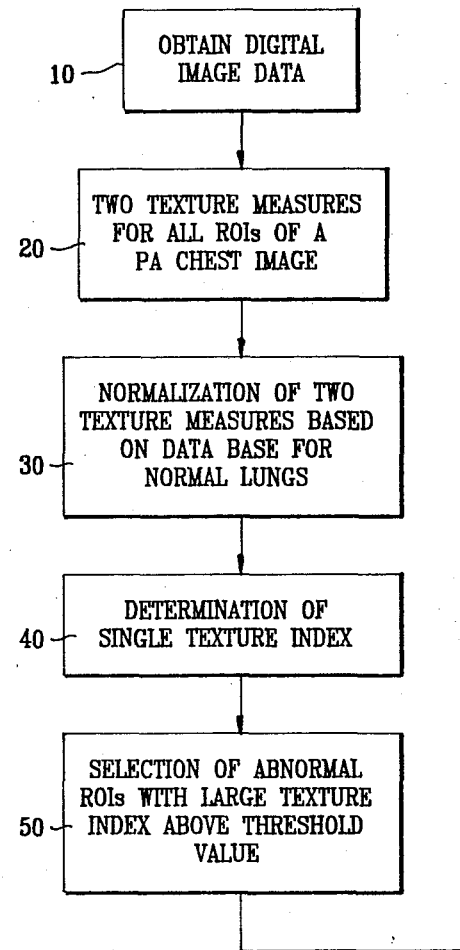 OBTAIN DIGITAL
IMAGE DATA
10
TWO TEXTURE MEASURES
FOR ALL ROIs OF A
PA CHEST IMAGE
20
NORMALIZATION OF TWO
TEXTURE MEASURES BASED
ON DATA BASE FOR
NORMAL LUNGS
30
DETERMINATION OF
SINGLE TEXTURE INDEX
40
SELECTION OF ABNORMAL
ROIs WITH LARGE TEXTURE
INDEX ABOVE THRESHOLD
VALUE
50